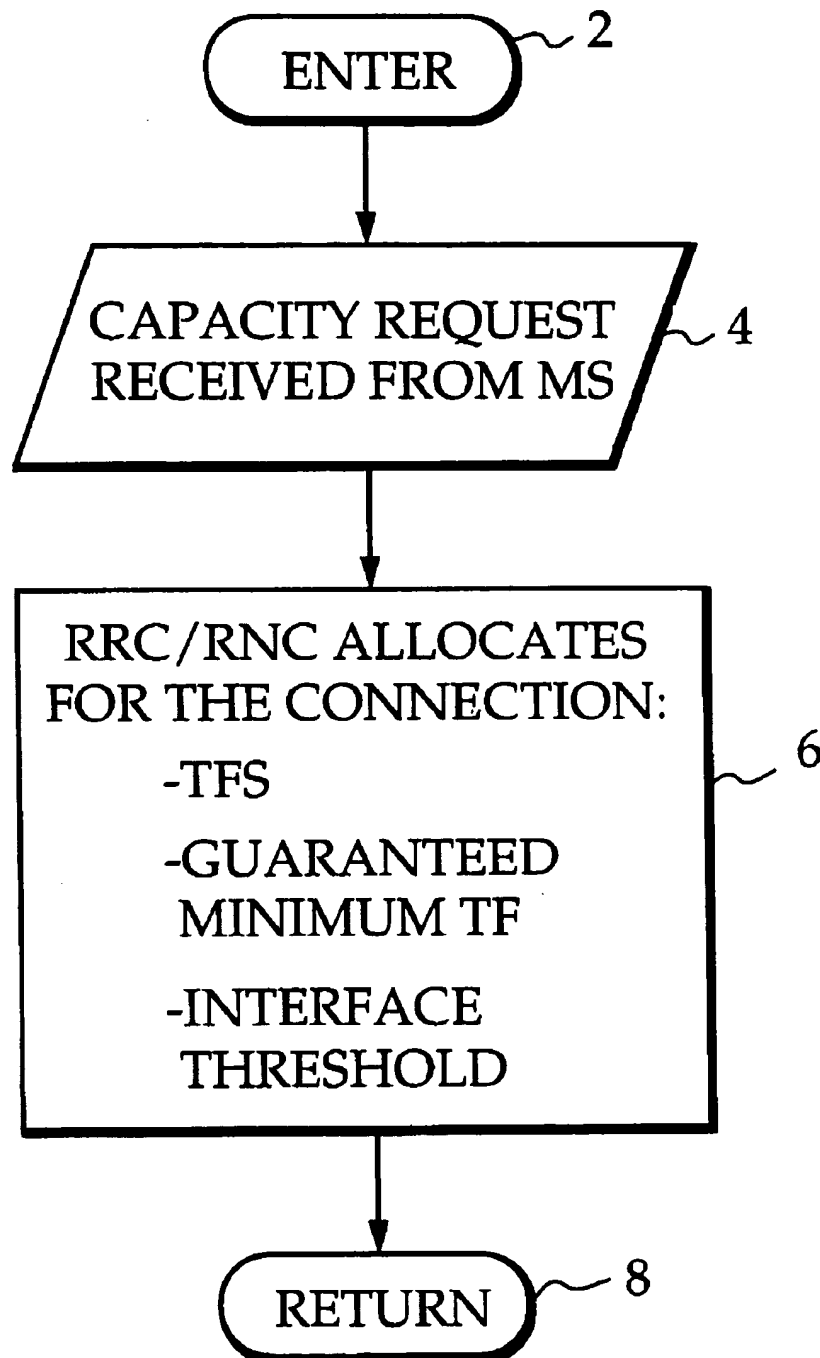 ENTER
2
CAPACITY REQUEST
RECEIVED FROM MS
4
RRC/RNC ALLOCATES
FOR THE CONNECTION:
-TFS
-GUARANTEED
MINIMUM TF
-INTERFACE
THRESHOLD
6
RETURN
8